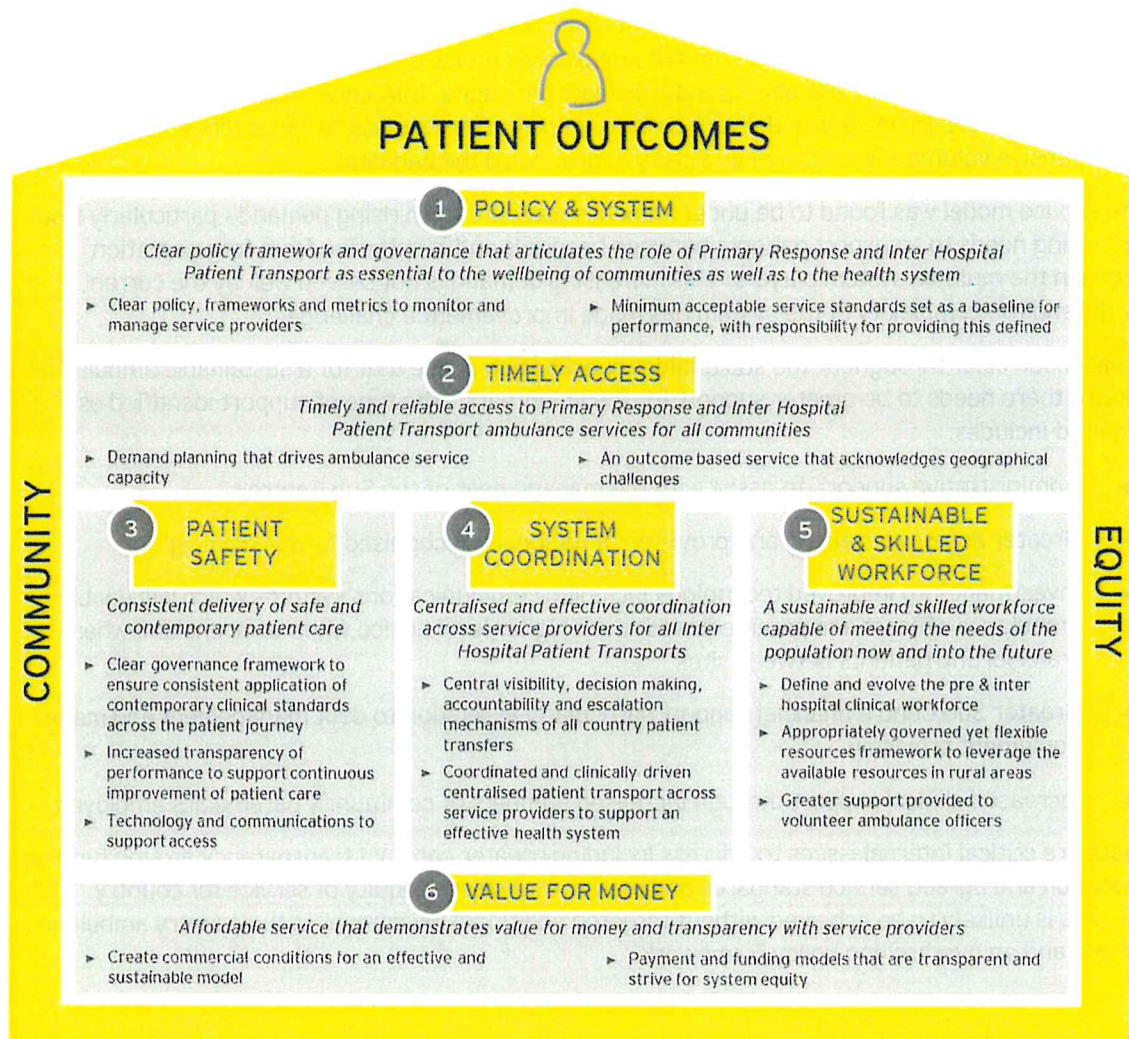 PATIENT OUTCOMES
COMMUNITY
EQUITY
1 POLICY & SYSTEM
Clear policy framework and governance that articulates the role of Primary Response and Inter Hospital
Patient Transport as essential to the wellbeing of communities as well as to the health system
► Clear policy, frameworks and metrics to monitor and
manage service providers
► Minimum acceptable service standards set as a baseline for
performance, with responsibility for providing this defined
2 TIMELY ACCESS
Timely and reliable access to Primary Response and Inter Hospital
Patient Transport ambulance services for all communities
► Demand planning that drives ambulance service
capacity
► An outcome based service that acknowledges geographical
challenges
3 PATIENT
SAFETY
Consistent delivery of safe and
contemporary patient care
► Clear governance framework to
ensure consistent application of
contemporary clinical standards
across the patient journey
► Increased transparency of
performance to support continuous
improvement of patient care
► Technology and communications to
support access
4 SYSTEM
COORDINATION
Centralised and effective coordination
across service providers for all Inter
Hospital Patient Transports
► Central visibility, decision making,
accountability and escalation
mechanisms of all country patient
transfers
► Coordinated and clinically driven
centralised patient transport across
service providers to support an
effective health system
5 SUSTAINABLE
& SKILLED
WORKFORCE
A sustainable and skilled workforce
capable of meeting the needs of the
population now and into the future
► Define and evolve the pre & inter
hospital clinical workforce
► Appropriately governed yet flexible
resources framework to leverage the
available resources in rural areas
► Greater support provided to
volunteer ambulance officers
6 VALUE FOR MONEY
Affordable service that demonstrates value for money and transparency with service providers
► Create commercial conditions for an effective and
sustainable model
► Payment and funding models that are transparent and
strive for system equity